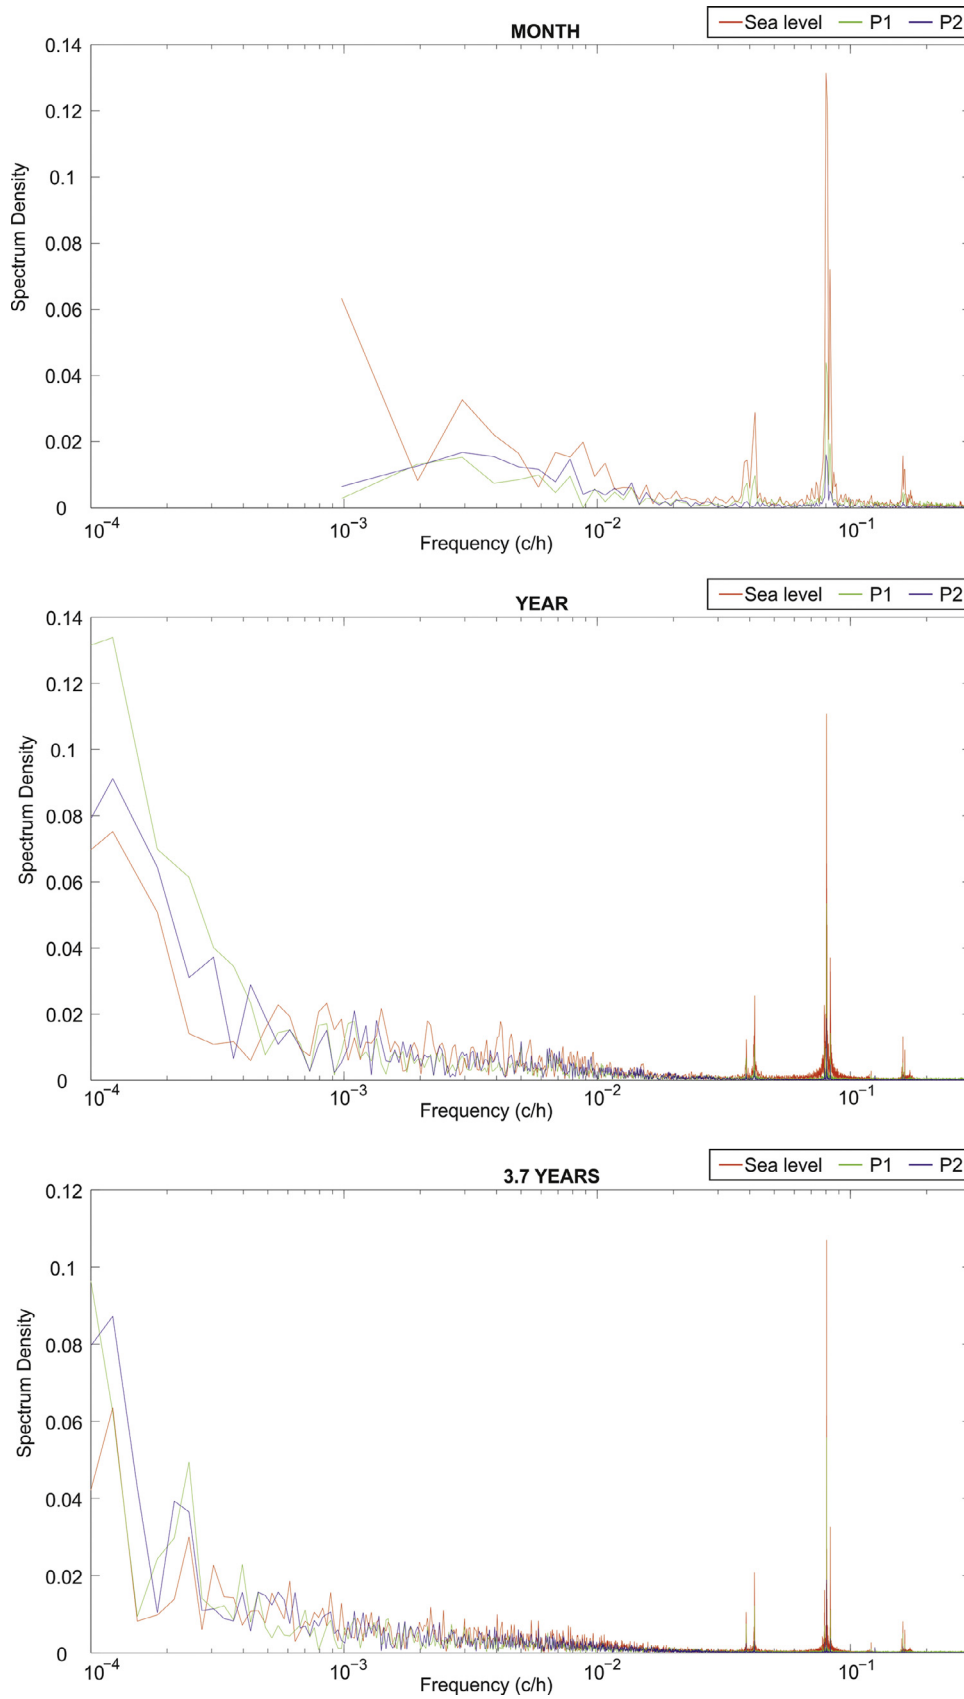 MONTH
Sea level P1 P2
0.14
0.12
0.1
0.08
0.06
0.04
0.02
0
Spectrum Density
10⁻⁴ 10⁻³ 10⁻² 10⁻¹
Frequency (c/h)
YEAR
Sea level P1 P2
0.14
0.12
0.1
0.08
0.06
0.04
0.02
0
Spectrum Density
10⁻⁴ 10⁻³ 10⁻² 10⁻¹
Frequency (c/h)
3.7 YEARS
Sea level P1 P2
0.12
0.1
0.08
0.06
0.04
0.02
0
Spectrum Density
10⁻⁴ 10⁻³ 10⁻² 10⁻¹
Frequency (c/h)